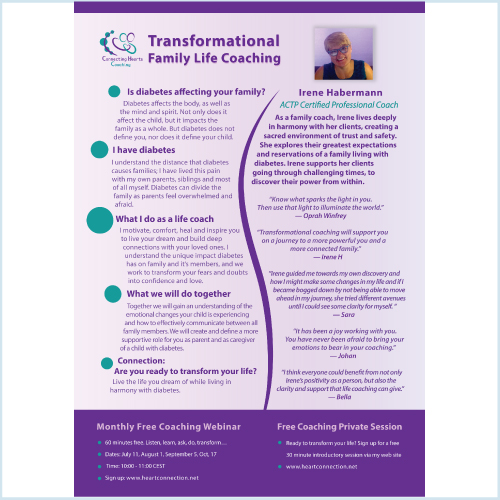 Connecting Hearts
Coaching
Transformational
Family Life Coaching
Is diabetes affecting your family?
Diabetes affects the body, as well as
the mind and spirit. Not only does it
affect the child, but it impacts the
family as a whole. But diabetes does not
define you, nor does it define your child.
I have diabetes
I understand the distance that diabetes
causes families; I have lived this pain
with my own parents, siblings and most
of all myself. Diabetes can divide the
family as parents feel overwhelmed and
afraid.
What I do as a life coach
I motivate, comfort, heal and inspire you
to live your dream and build deep
connections with your loved ones. I
understand the unique impact diabetes
has on family and it's members, and we
work to transform your fears and doubts
into confidence and love.
What we will do together
Together we will gain an understanding of the
emotional changes your child is experiencing
and how to effectively communicate between all
family members. We will create and define a more
supportive role for you as parent and as caregiver
of a child with diabetes.
Connection:
Are you ready to transform your life?
Live the life you dream of while living in
harmony with diabetes.
Irene Habermann
ACTP Certified Professional Coach
As a family coach, Irene lives deeply
in harmony with her clients, creating a
sacred environment of trust and safety.
She explores their greatest expectations
and reservations of a family living with
diabetes. Irene supports her clients
going through challenging times, to
discover their power from within.
"Know what sparks the light in you.
Then use that light to illuminate the world."
— Oprah Winfrey
"Transformational coaching will support you
on a journey to a more powerful you and a
more connected family."
— Irene H
"Irene guided me towards my own discovery and
how I might make some changes in my life and if I
became bogged down by not being able to move
ahead in my journey, she tried different avenues
until I could see some clarity for myself. "
— Sara
"It has been a joy working with you.
You have never been afraid to bring your
emotions to bear in your coaching."
— Johan
"I think everyone could benefit from not only
Irene's positivity as a person, but also the
clarity and support that life coaching can give."
— Bella
Monthly Free Coaching Webinar
60 minutes free. Listen, learn, ask, do, transform...
Dates: July 11, August 1, September 5, Oct, 17
Time: 10:00 - 11:00 CEST
Sign up: www.heartconnection.net
Free Coaching Private Session
Ready to transform your life? Sign up for a free
30 minute introductory session via my web site
www.heartconnection.net